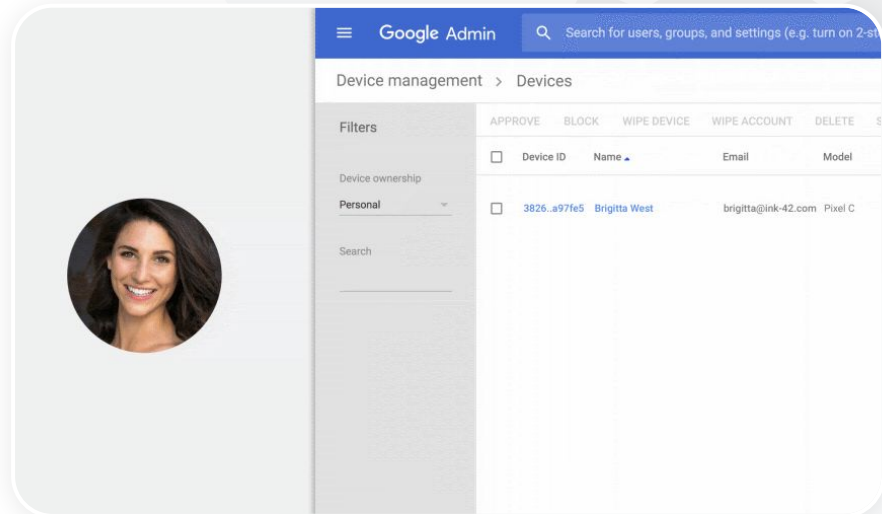 Google Admin
Search for users, groups, and settings (e.g. turn on 2-st
Device management > Devices
Filters
APPROVE BLOCK WIPE DEVICE WIPE ACCOUNT DELETE S
Device ID Name Email Model
Device ownership
Personal
3826..a97fe5 Brigitta West brigitta@ink-42.com Pixel C
Search